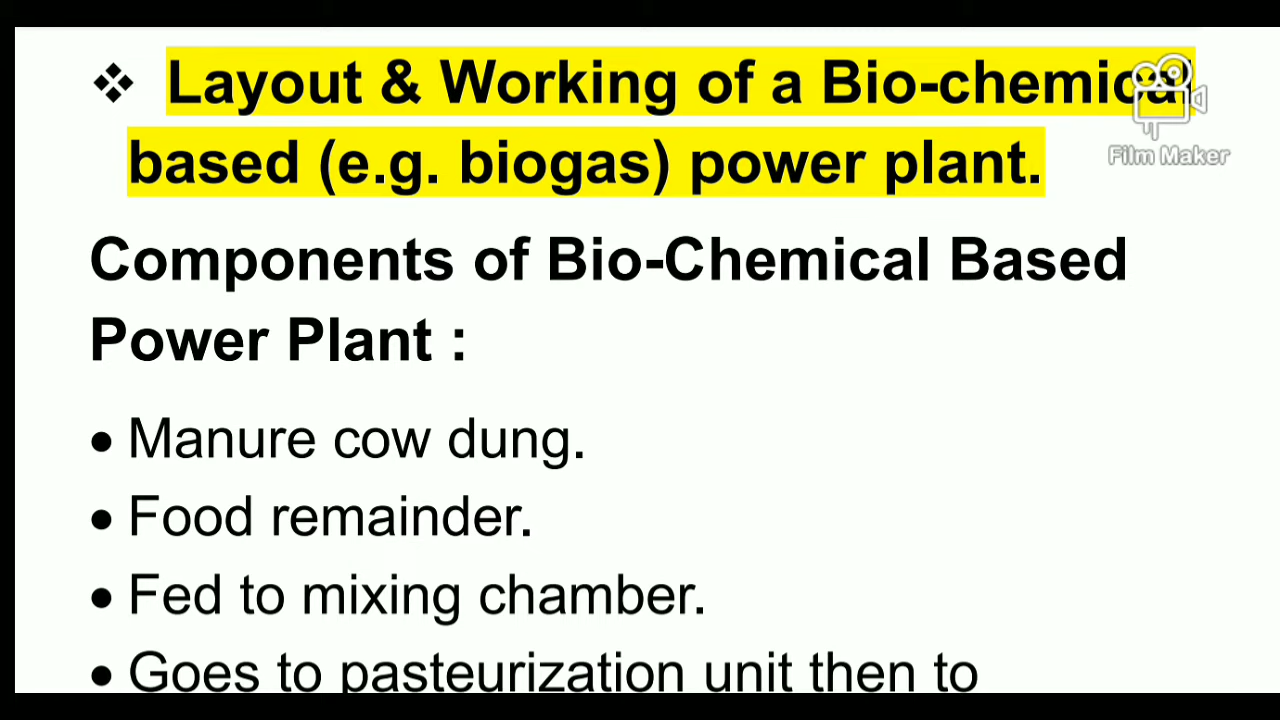 ❖ Layout & Working of a Bio-chemical
based (e.g. biogas) power plant.
Film Maker
Components of Bio-Chemical Based
Power Plant :
• Manure cow dung.
• Food remainder.
• Fed to mixing chamber.
• Goes to pasteurization unit then to